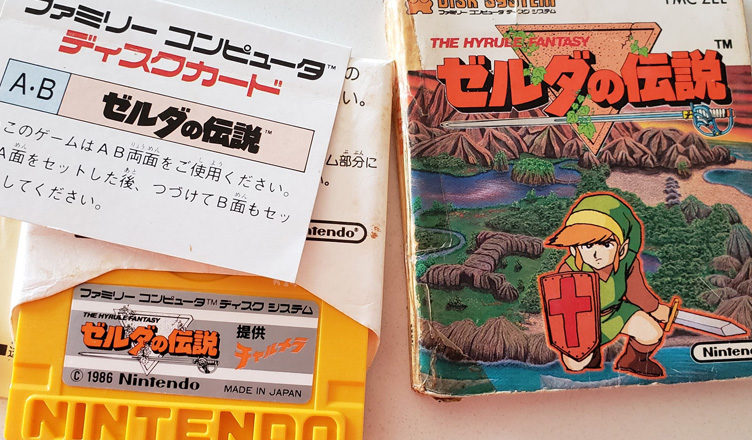 ファミリー コンピュータ™
ディスクカード
A・B
ゼルダの伝説™
このゲームはAB両面をご使用ください。
A面をセットした後、つづけてB面もセッ
してください。
の
い。
ム部分に
い。
Nintendo®
ファミリー コンピュータ™ ディスク システム
THE HYRULE FANTASY
ゼルダの伝説
提供
チャルメラ
© 1986 Nintendo
MADE IN JAPAN
NINTENDO
DISK SYSTEM
ファミリー コンピュータ ディスク システム
FMC-ZEL
THE HYRULE FANTASY
ゼルダの伝説™
Nintendo